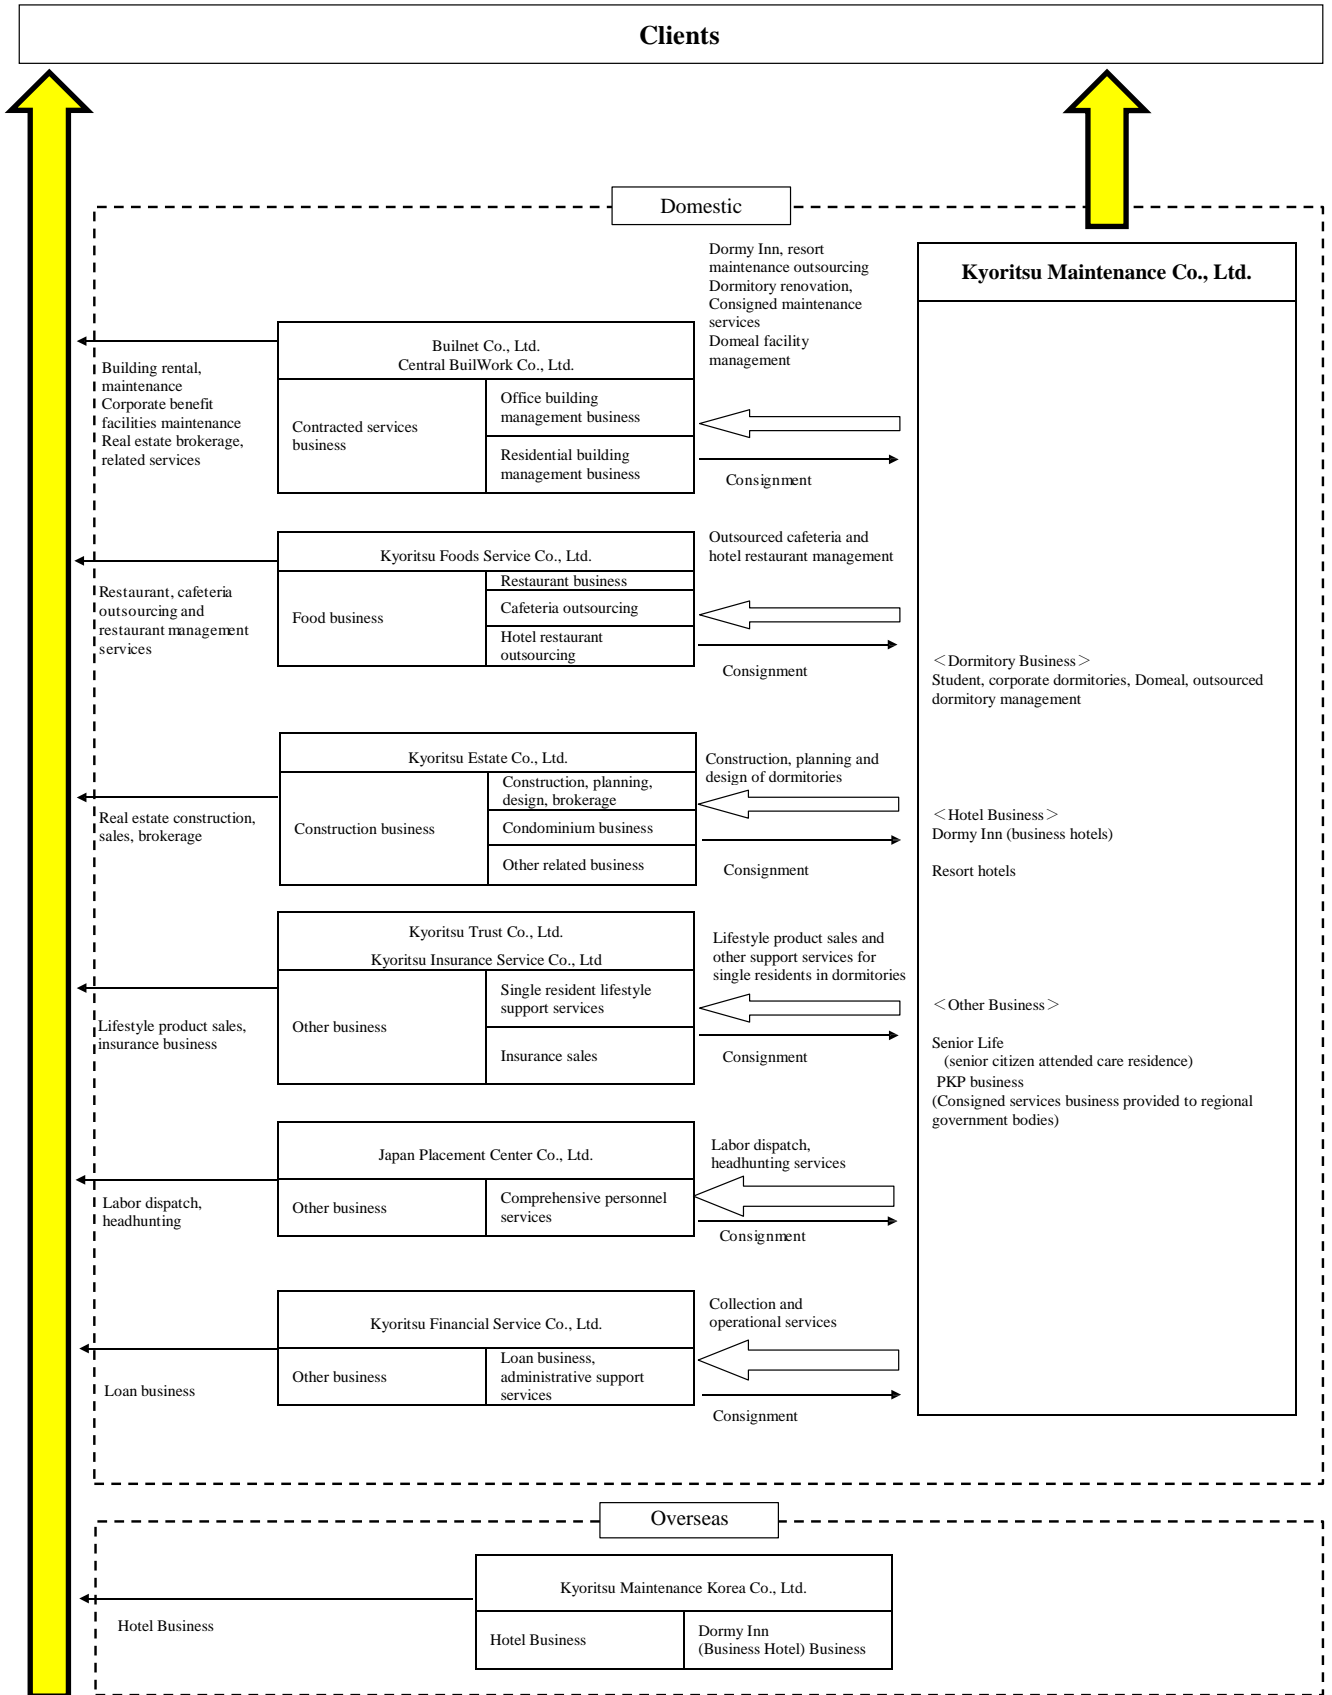 Clients
Domestic
Kyoritsu Maintenance Co., Ltd.
Dormy Inn, resort
maintenance outsourcing
Dormitory renovation,
Consigned maintenance
services
Domeal facility
management
Builnet Co., Ltd.
Central BuilWork Co., Ltd.
Contracted services
business
Office building
management business
Residential building
management business
Building rental,
maintenance
Corporate benefit
facilities maintenance
Real estate brokerage,
related services
Consignment
Kyoritsu Foods Service Co., Ltd.
Food business
Restaurant business
Cafeteria outsourcing
Hotel restaurant
outsourcing
Outsourced cafeteria and
hotel restaurant management
Restaurant, cafeteria
outsourcing and
restaurant management
services
Consignment
<Dormitory Business>
Student, corporate dormitories, Domeal, outsourced
dormitory management
Kyoritsu Estate Co., Ltd.
Construction business
Construction, planning,
design, brokerage
Condominium business
Other related business
Construction, planning and
design of dormitories
Real estate construction,
sales, brokerage
Consignment
<Hotel Business>
Dormy Inn (business hotels)
Resort hotels
Kyoritsu Trust Co., Ltd.
Kyoritsu Insurance Service Co., Ltd
Other business
Single resident lifestyle
support services
Insurance sales
Lifestyle product sales and
other support services for
single residents in dormitories
Lifestyle product sales,
insurance business
Consignment
<Other Business>
Senior Life
(senior citizen attended care residence)
PKP business
(Consigned services business provided to regional
government bodies)
Japan Placement Center Co., Ltd.
Other business
Comprehensive personnel
services
Labor dispatch,
headhunting services
Labor dispatch,
headhunting
Consignment
Kyoritsu Financial Service Co., Ltd.
Other business
Loan business,
administrative support
services
Collection and
operational services
Loan business
Consignment
Overseas
Kyoritsu Maintenance Korea Co., Ltd.
Hotel Business
Hotel Business
Dormy Inn
(Business Hotel) Business